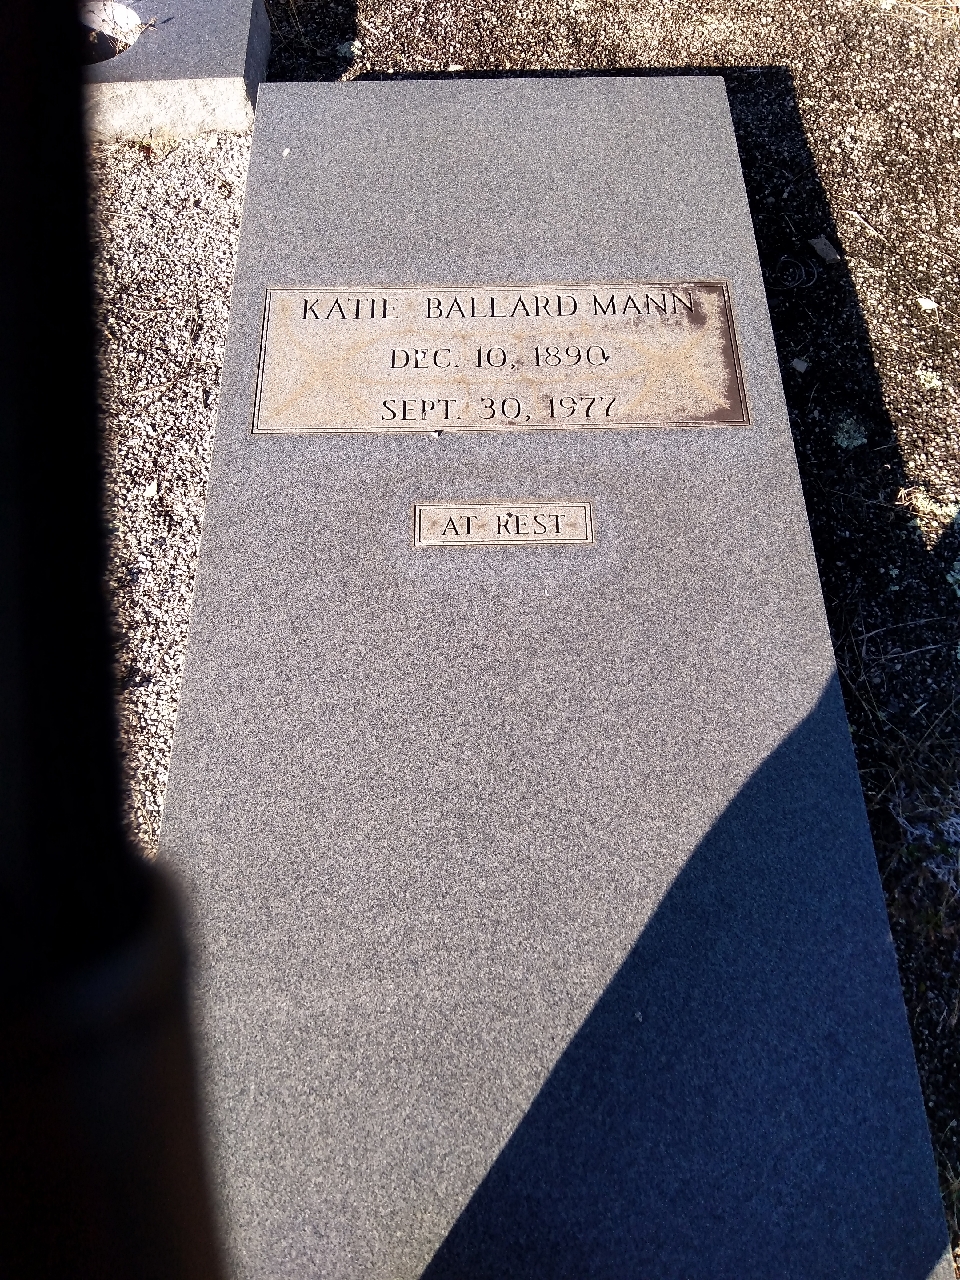 KATIE BALLARD MANN
DEC. 10, 1890
SEPT. 30, 1977
AT REST